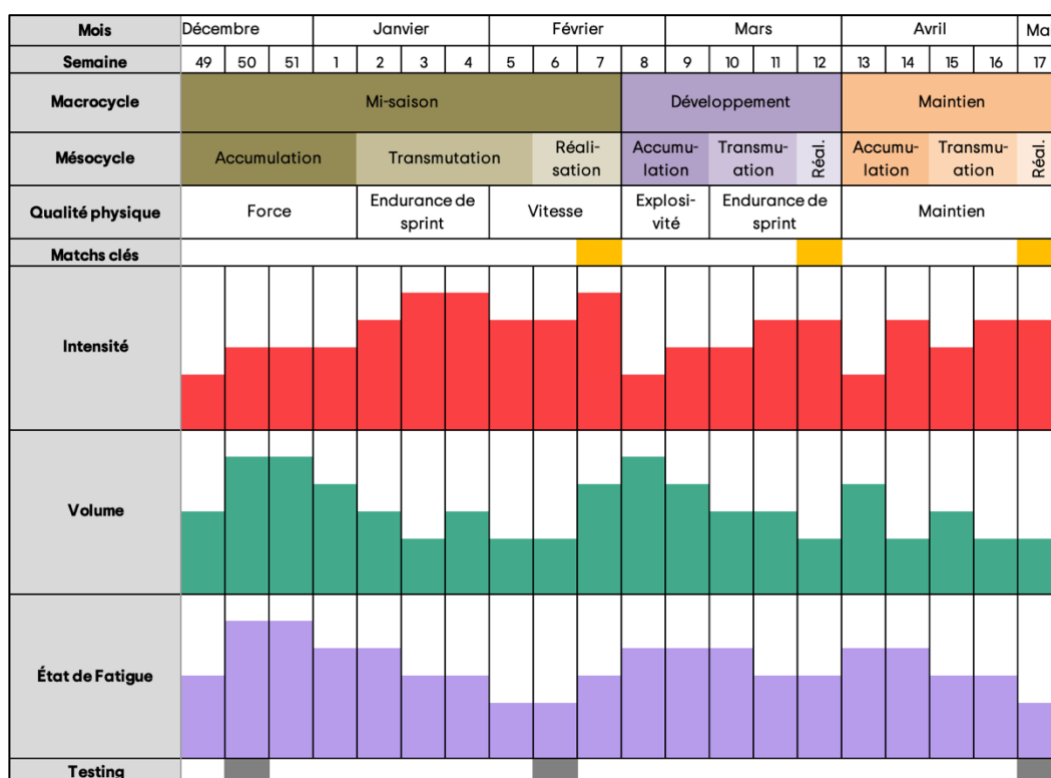 Mois Décembre Janvier Février Mars Avril Ma
Semaine 49 50 51 1 2 3 4 5 6 7 8 9 10 11 12 13 14 15 16 17
Macrocycle Mi-saison Développement Maintien
Mésocycle Accumulation Transmutation Réali-
sation Accumu-
lation Transmu-
ation Réal. Accumu-
lation Transmu-
ation Réal.
Qualité physique Force Endurance de
sprint Vitesse Explosi-
vité Endurance de
sprint Maintien
Matchs clés
Intensité
Volume
État de Fatigue
Testing